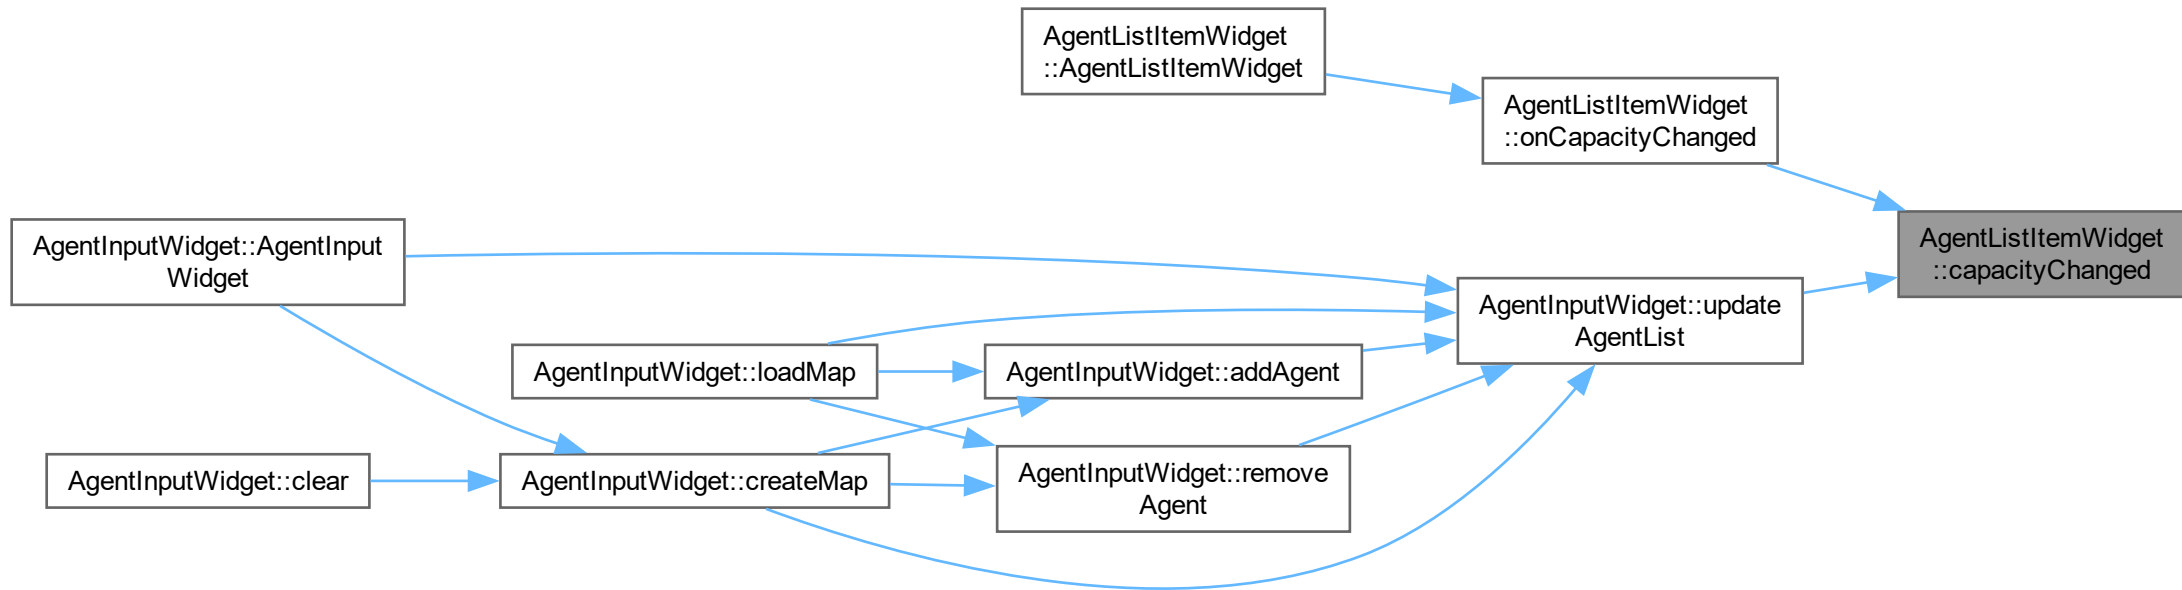 AgentListItemWidget
::AgentListItemWidget
AgentListItemWidget
::onCapacityChanged
AgentListItemWidget
::capacityChanged
AgentInputWidget::AgentInput
Widget
AgentInputWidget::update
AgentList
AgentInputWidget::loadMap
AgentInputWidget::addAgent
AgentInputWidget::clear
AgentInputWidget::createMap
AgentInputWidget::remove
Agent